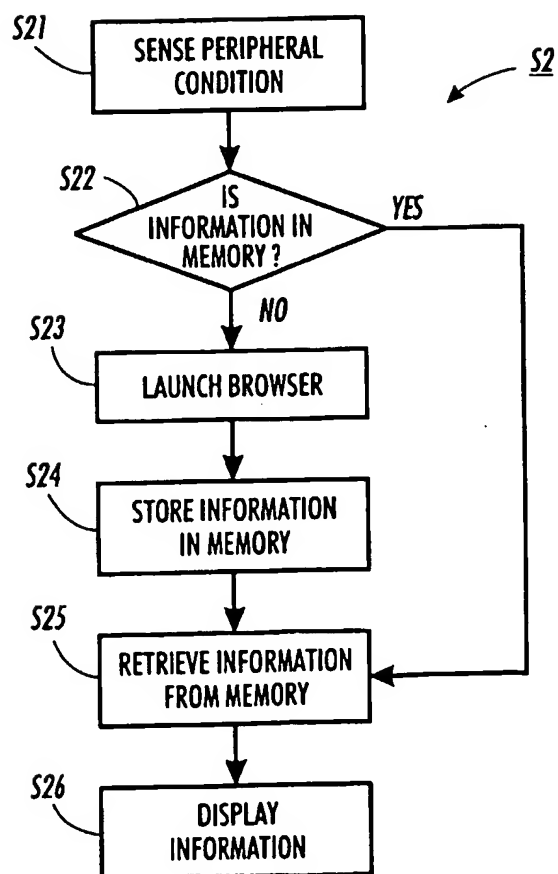 S21
SENSE PERIPHERAL
CONDITION
S2
S22
IS
INFORMATION IN
MEMORY ?
YES
NO
S23
LAUNCH BROWSER
S24
STORE INFORMATION
IN MEMORY
S25
RETRIEVE INFORMATION
FROM MEMORY
S26
DISPLAY
INFORMATION